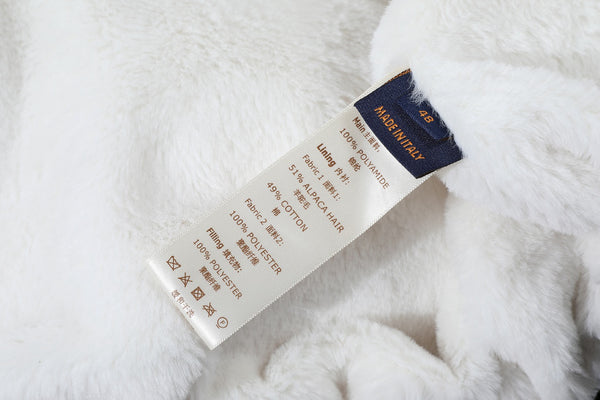 48
MADE IN ITALY
Main 主面料:
100% POLYAMIDE
锦纶
Lining 内衬:
Fabric 1 面料1:
51% ALPACA HAIR
羊驼毛
49% COTTON
棉
Fabric 2 面料2:
100% POLYESTER
聚酯纤维
Filling 填充物:
100% POLYESTER
聚酯纤维